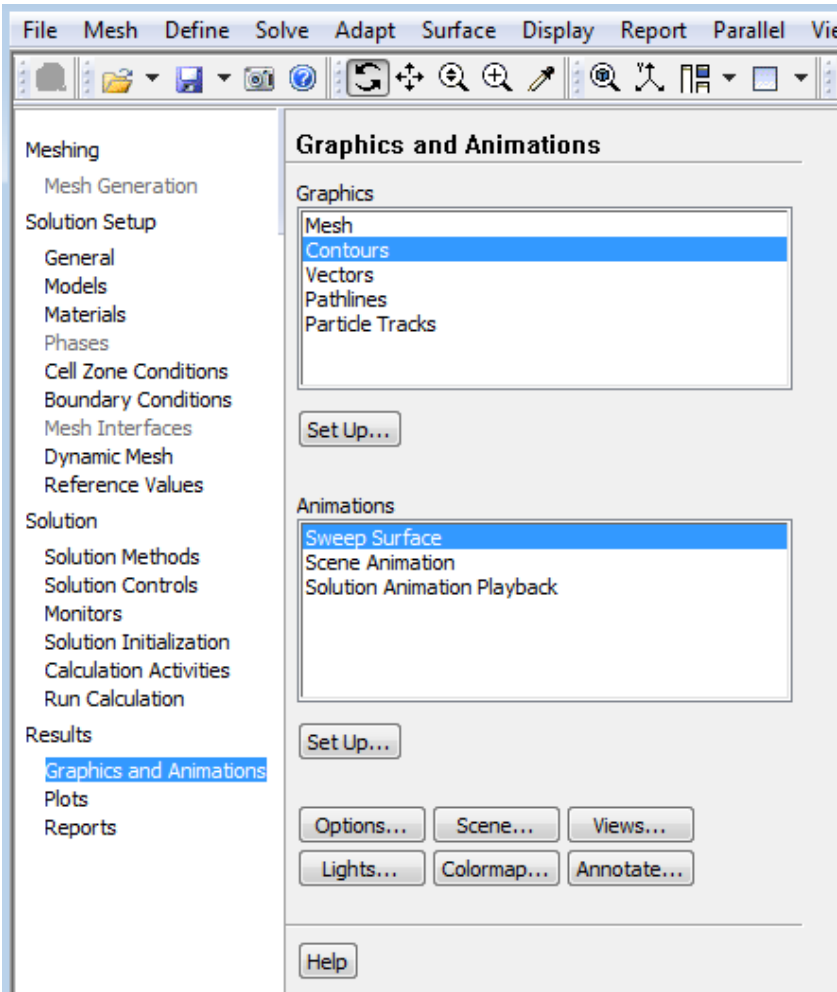 File Mesh Define Solve Adapt Surface Display Report Parallel Vie
Meshing
Mesh Generation
Solution Setup
General
Models
Materials
Phases
Cell Zone Conditions
Boundary Conditions
Mesh Interfaces
Dynamic Mesh
Reference Values
Solution
Solution Methods
Solution Controls
Monitors
Solution Initialization
Calculation Activities
Run Calculation
Results
Graphics and Animations
Plots
Reports
Graphics and Animations
Graphics
Mesh
Contours
Vectors
Pathlines
Particle Tracks
Set Up...
Animations
Sweep Surface
Scene Animation
Solution Animation Playback
Set Up...
Options... Scene... Views...
Lights... Colormap... Annotate...
Help